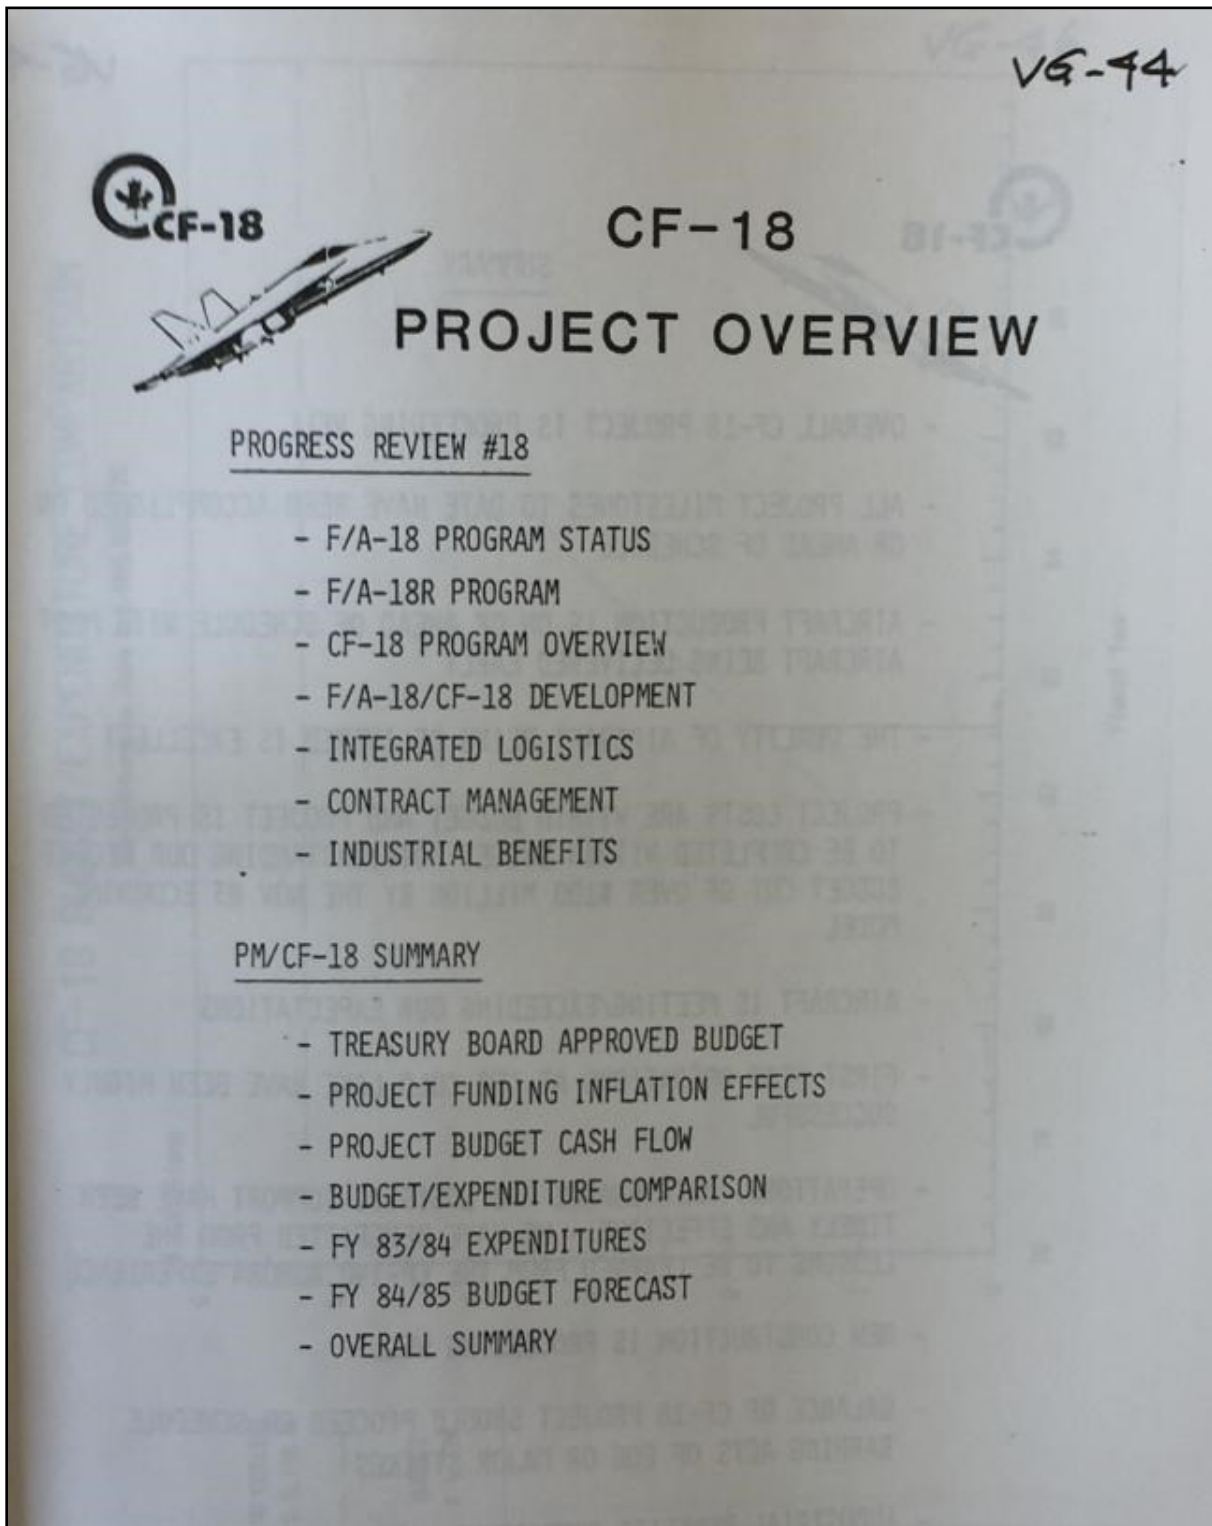 VG-44
CF-18
CF-18
PROJECT OVERVIEW
PROGRESS REVIEW #18
- F/A-18 PROGRAM STATUS
- F/A-18R PROGRAM
- CF-18 PROGRAM OVERVIEW
- F/A-18/CF-18 DEVELOPMENT
- INTEGRATED LOGISTICS
- CONTRACT MANAGEMENT
- INDUSTRIAL BENEFITS
PM/CF-18 SUMMARY
- TREASURY BOARD APPROVED BUDGET
- PROJECT FUNDING INFLATION EFFECTS
- PROJECT BUDGET CASH FLOW
- BUDGET/EXPENDITURE COMPARISON
- FY 83/84 EXPENDITURES
- FY 84/85 BUDGET FORECAST
- OVERALL SUMMARY